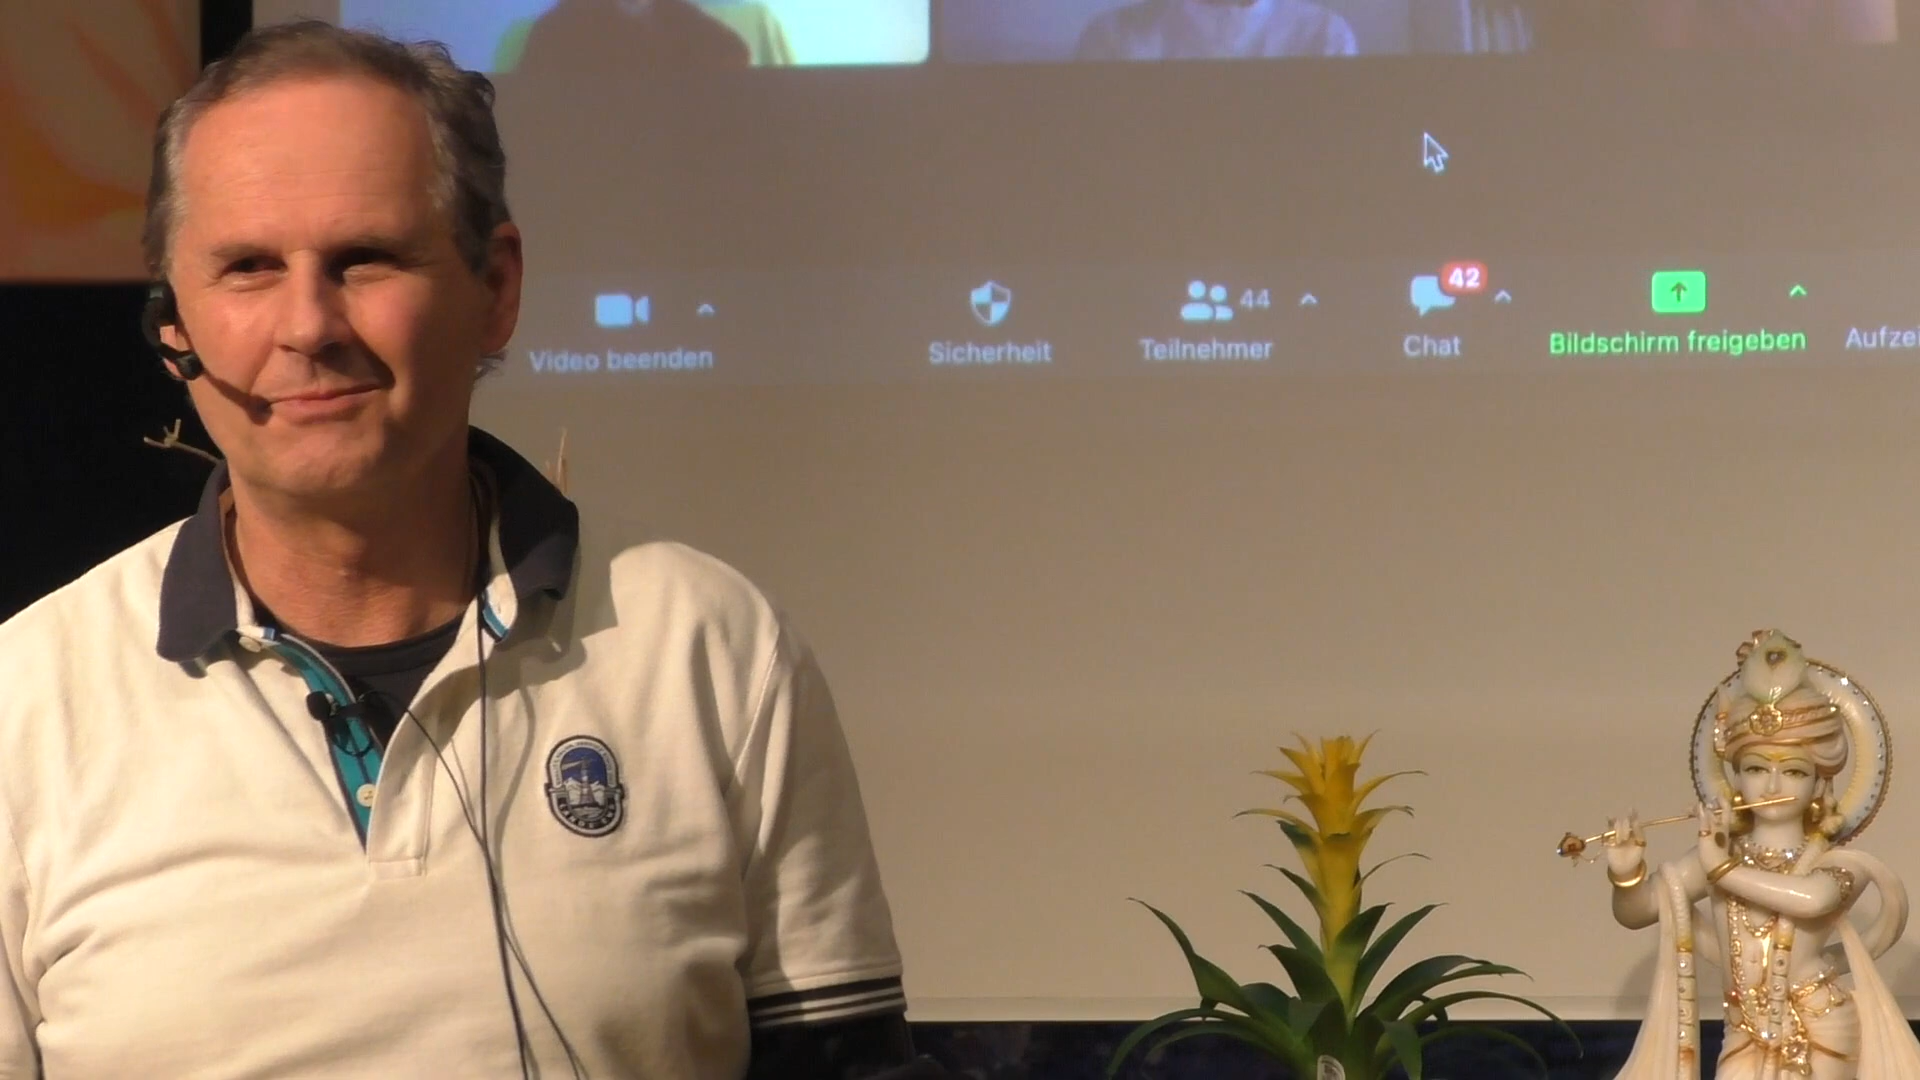 44
42
Video beenden
Sicherheit
Teilnehmer
Chat
Bildschirm freigeben